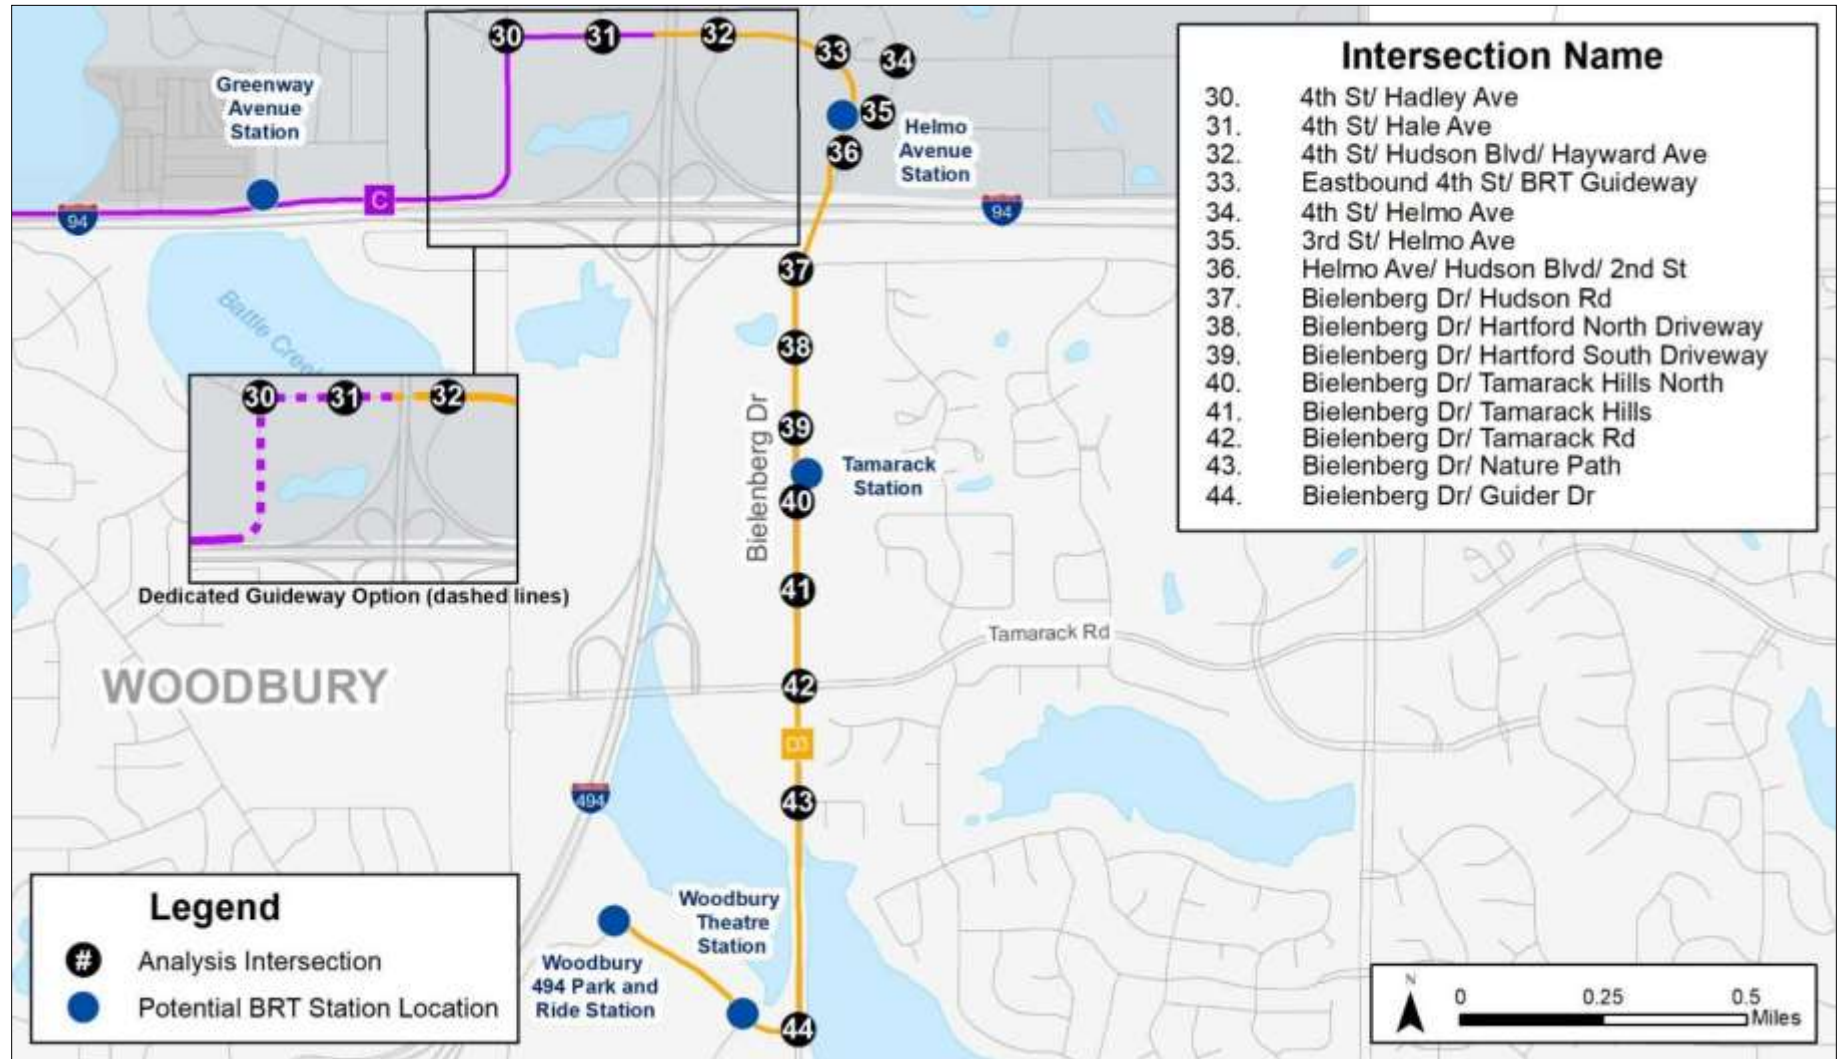 30
31
32
33
34
35
36
Greenway
Avenue
Station
Helmo
Avenue
Station
C
94
94
37
38
39
40
41
42
43
44
Battle Creek
Bielenberg Dr
Tamarack
Station
30
31
32
Dedicated Guideway Option (dashed lines)
Tamarack Rd
WOODBURY
D3
494
Woodbury
Theatre
Station
Woodbury
494 Park and
Ride Station
Intersection Name
30. 4th St/ Hadley Ave
31. 4th St/ Hale Ave
32. 4th St/ Hudson Blvd/ Hayward Ave
33. Eastbound 4th St/ BRT Guideway
34. 4th St/ Helmo Ave
35. 3rd St/ Helmo Ave
36. Helmo Ave/ Hudson Blvd/ 2nd St
37. Bielenberg Dr/ Hudson Rd
38. Bielenberg Dr/ Hartford North Driveway
39. Bielenberg Dr/ Hartford South Driveway
40. Bielenberg Dr/ Tamarack Hills North
41. Bielenberg Dr/ Tamarack Hills
42. Bielenberg Dr/ Tamarack Rd
43. Bielenberg Dr/ Nature Path
44. Bielenberg Dr/ Guider Dr
Legend
# Analysis Intersection
Potential BRT Station Location
N
0 0.25 0.5
Miles